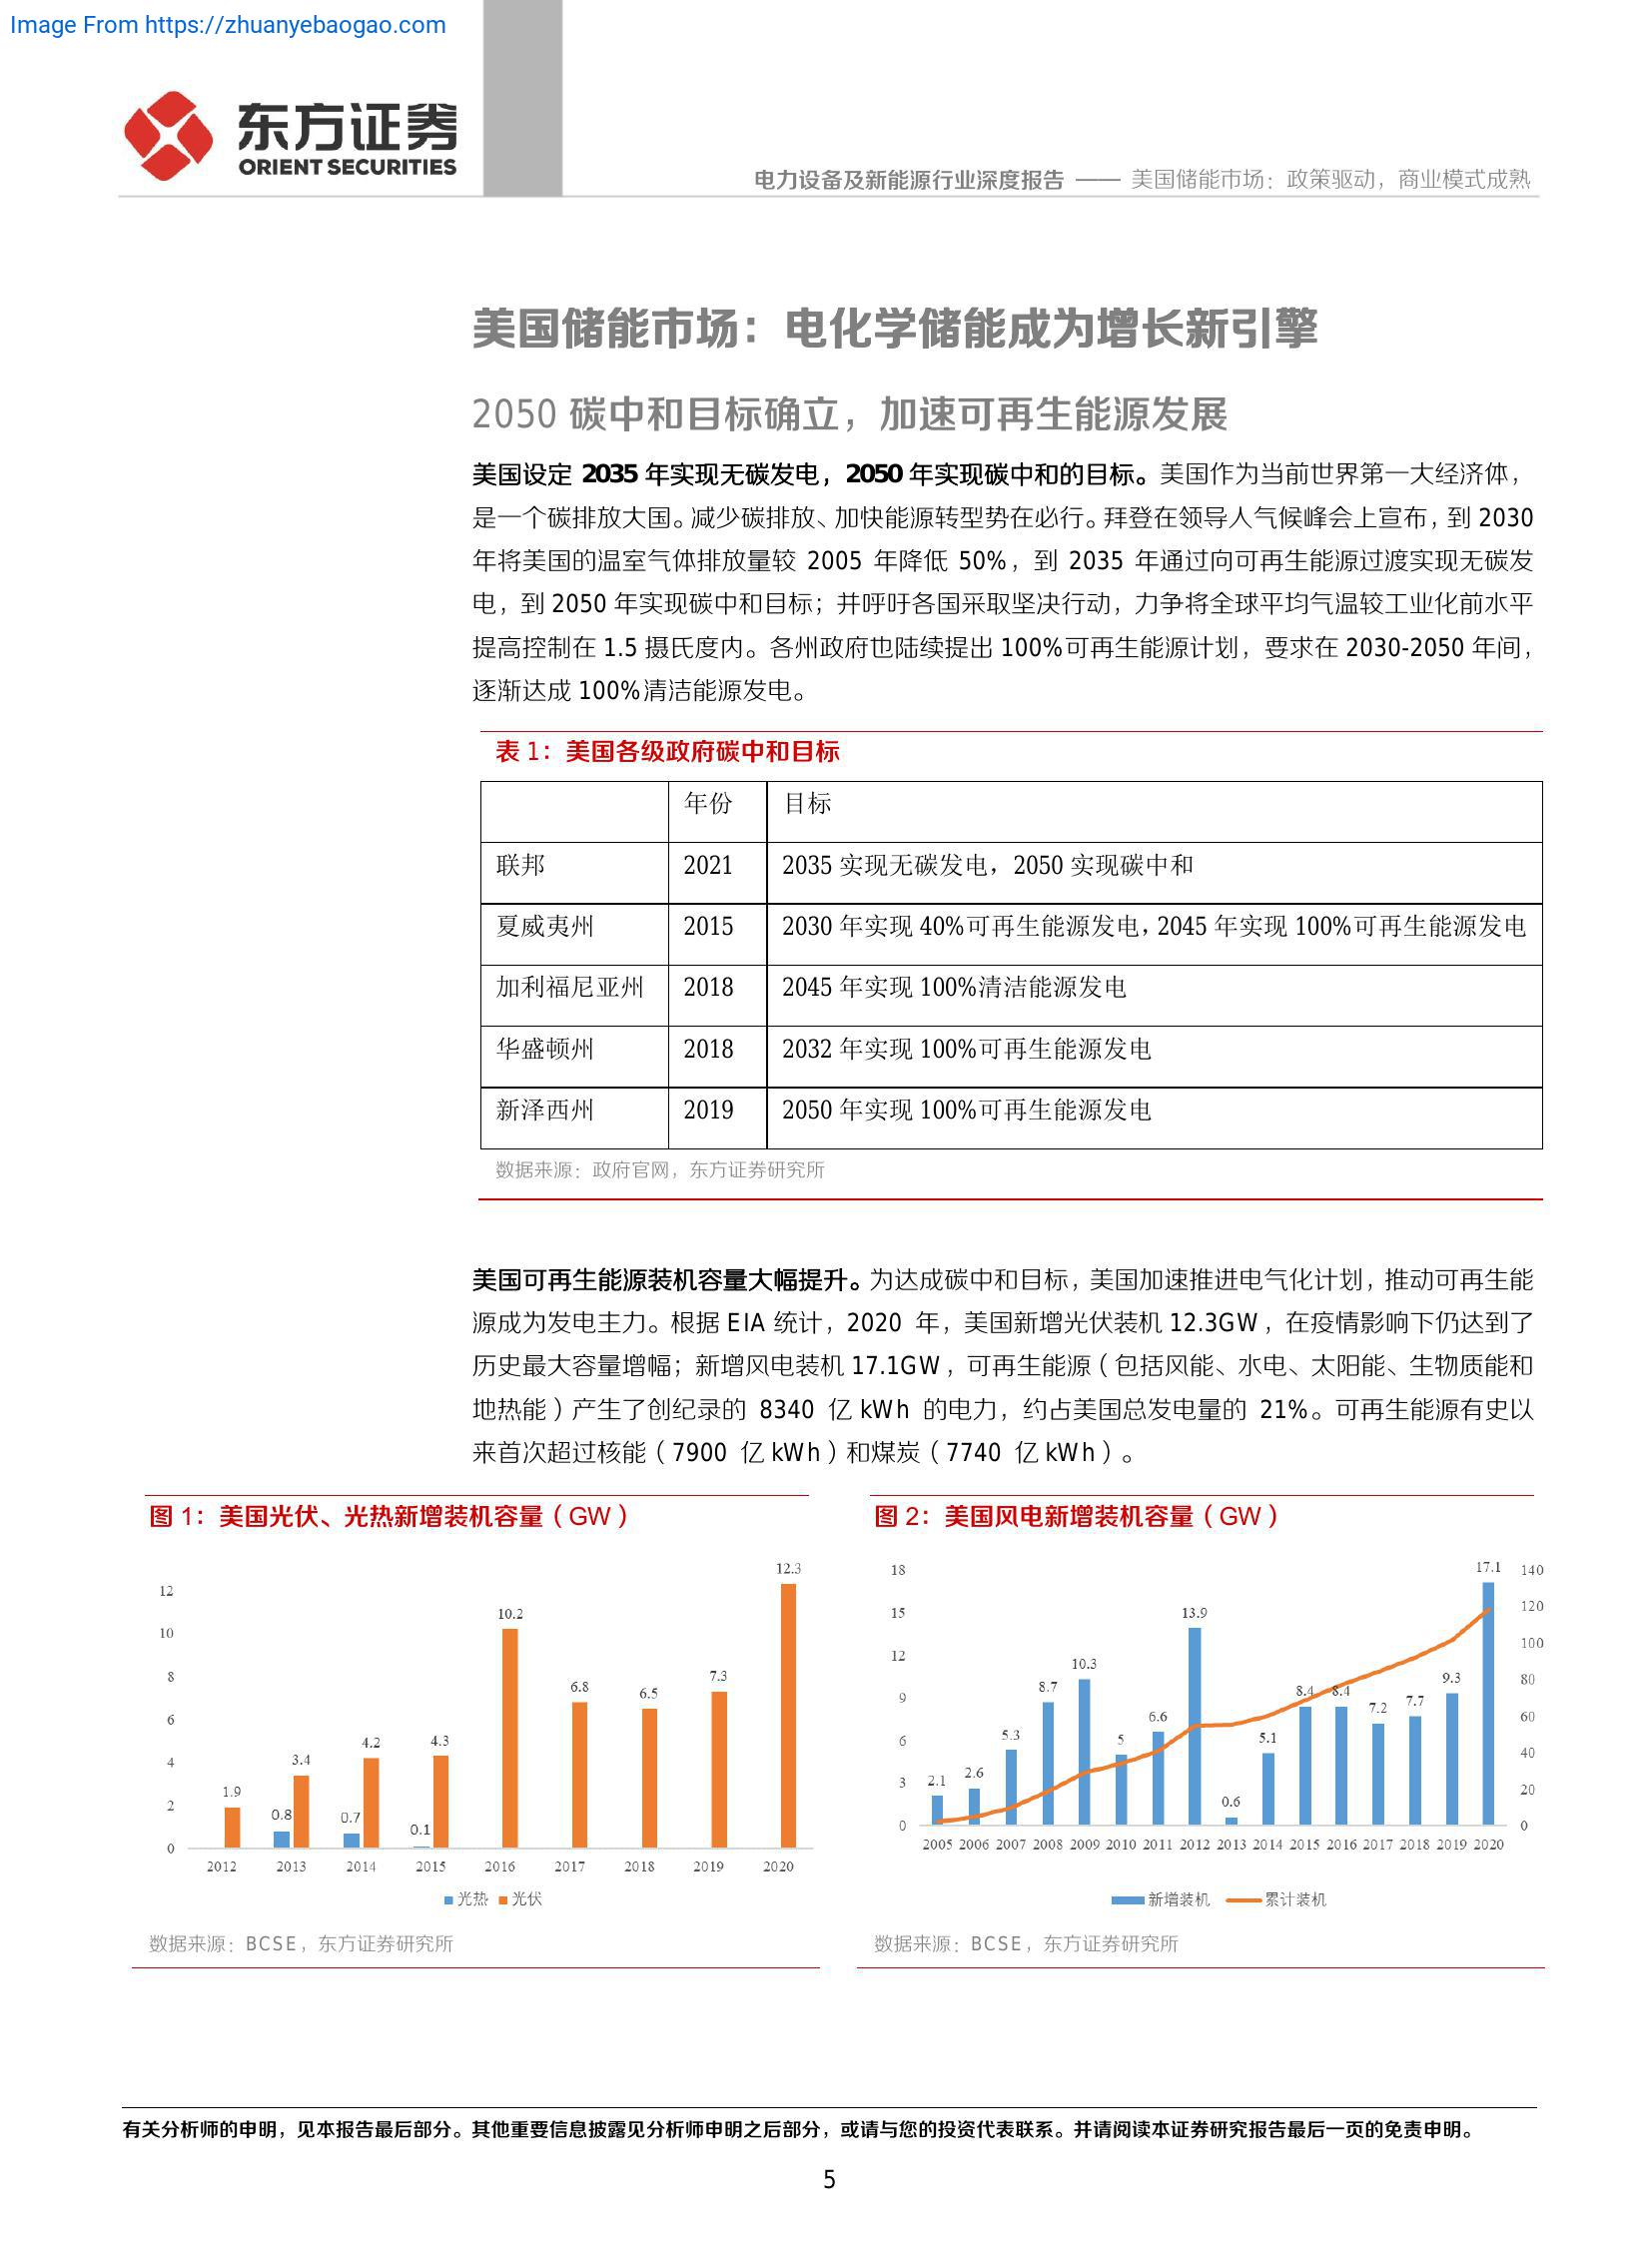 Image From https://zhuanyebaogao.com
东方证券
ORIENT SECURITIES
电力设备及新能源行业深度报告 —— 美国储能市场：政策驱动，商业模式成熟
美国储能市场：电化学储能成为增长新引擎
2050 碳中和目标确立，加速可再生能源发展
美国设定 2035 年实现无碳发电，2050 年实现碳中和的目标。美国作为当前世界第一大经济体，
是一个碳排放大国。减少碳排放、加快能源转型势在必行。拜登在领导人气候峰会上宣布，到 2030
年将美国的温室气体排放量较 2005 年降低 50%，到 2035 年通过向可再生能源过渡实现无碳发
电，到 2050 年实现碳中和目标；并呼吁各国采取坚决行动，力争将全球平均气温较工业化前水平
提高控制在 1.5 摄氏度内。各州政府也陆续提出 100%可再生能源计划，要求在 2030-2050 年间，
逐渐达成 100%清洁能源发电。
表 1：美国各级政府碳中和目标
年份 目标
联邦 2021 2035 实现无碳发电，2050 实现碳中和
夏威夷州 2015 2030 年实现 40%可再生能源发电，2045 年实现 100%可再生能源发电
加利福尼亚州 2018 2045 年实现 100%清洁能源发电
华盛顿州 2018 2032 年实现 100%可再生能源发电
新泽西州 2019 2050 年实现 100%可再生能源发电
数据来源：政府官网，东方证券研究所
美国可再生能源装机容量大幅提升。为达成碳中和目标，美国加速推进电气化计划，推动可再生能
源成为发电主力。根据 EIA 统计，2020 年，美国新增光伏装机 12.3GW，在疫情影响下仍达到了
历史最大容量增幅；新增风电装机 17.1GW，可再生能源（包括风能、水电、太阳能、生物质能和
地热能）产生了创纪录的 8340 亿 kWh 的电力，约占美国总发电量的 21%。可再生能源有史以
来首次超过核能（7900 亿 kWh）和煤炭（7740 亿 kWh）。
图 1：美国光伏、光热新增装机容量（GW）
12
10
8
6
4
2
0
1.9
0.8
3.4
0.7
4.2
0.1
4.3
10.2
6.8
6.5
7.3
12.3
2012 2013 2014 2015 2016 2017 2018 2019 2020
光热 光伏
数据来源：BCSE，东方证券研究所
图 2：美国风电新增装机容量（GW）
18
15
12
9
6
3
0
2.1
2.6
5.3
8.7
10.3
5
6.6
13.9
0.6
5.1
8.4
8.4
7.2
7.7
9.3
17.1
140
120
100
80
60
40
20
0
2005 2006 2007 2008 2009 2010 2011 2012 2013 2014 2015 2016 2017 2018 2019 2020
新增装机 累计装机
数据来源：BCSE，东方证券研究所
有关分析师的申明，见本报告最后部分。其他重要信息披露见分析师申明之后部分，或请与您的投资代表联系。并请阅读本证券研究报告最后一页的免责申明。
5